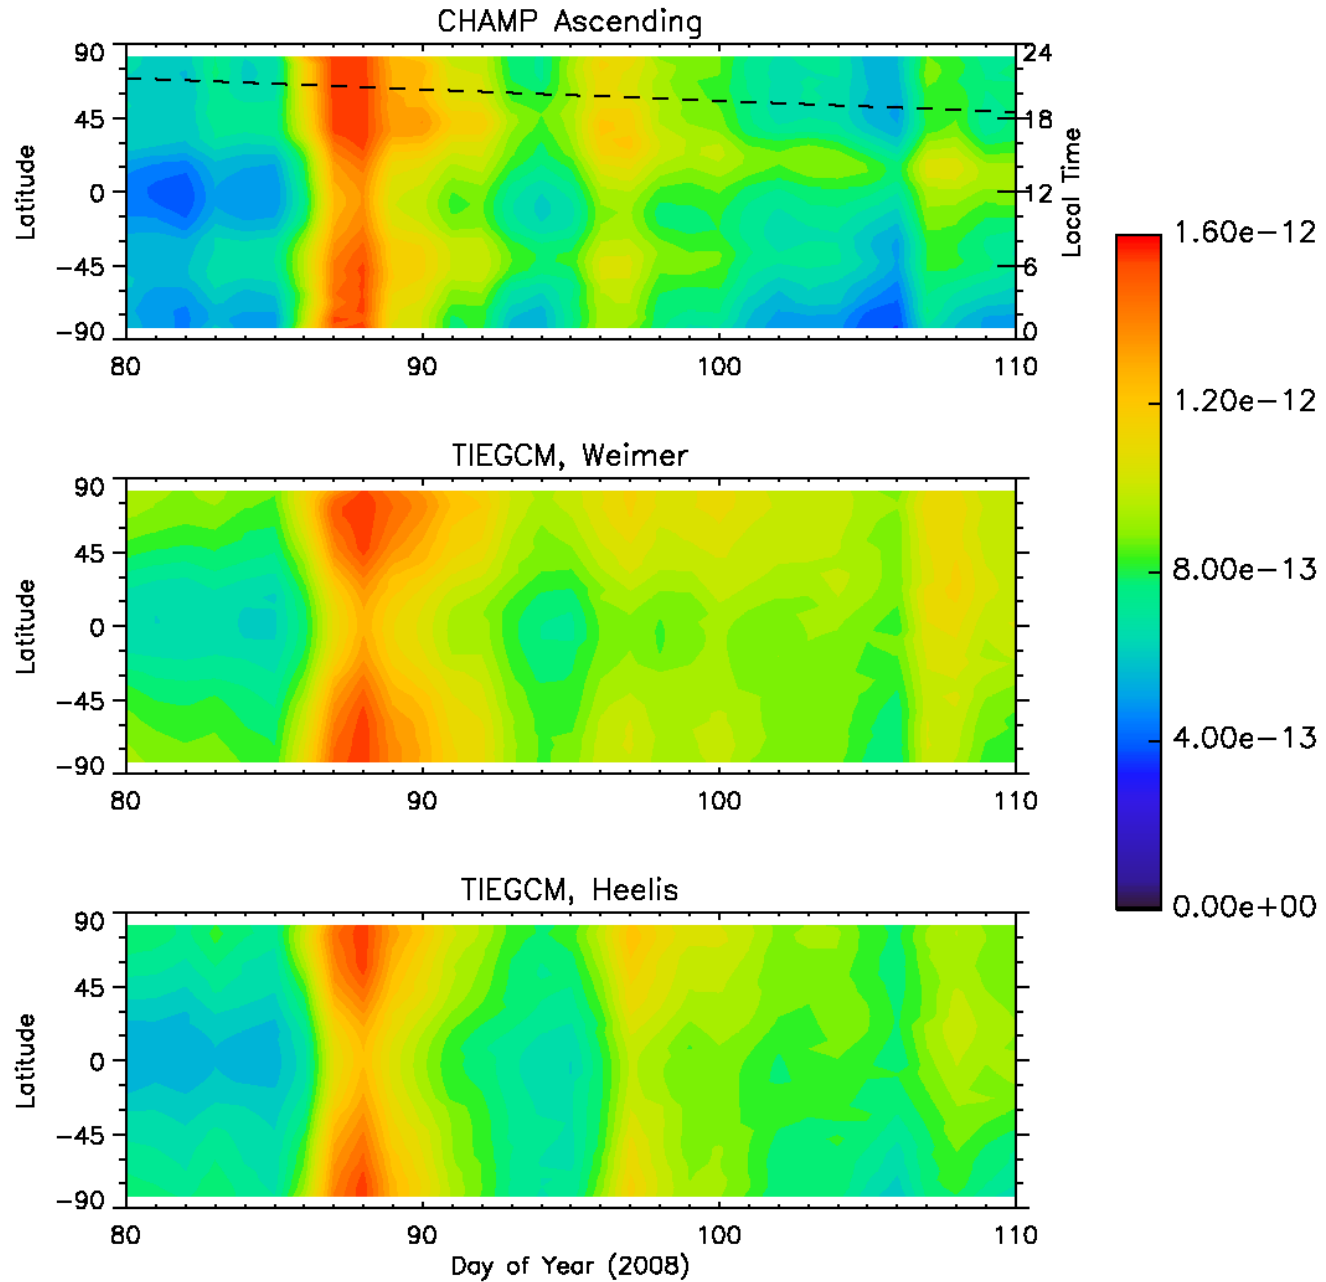 CHAMP Ascending
90
45
0
−45
−90
Latitude
24
18
12
6
0
Local Time
80
90
100
110
TIEGCM, Weimer
90
45
0
−45
−90
Latitude
80
90
100
110
TIEGCM, Heelis
90
45
0
−45
−90
Latitude
80
90
100
110
Day of Year (2008)
1.60e−12
1.20e−12
8.00e−13
4.00e−13
0.00e+00